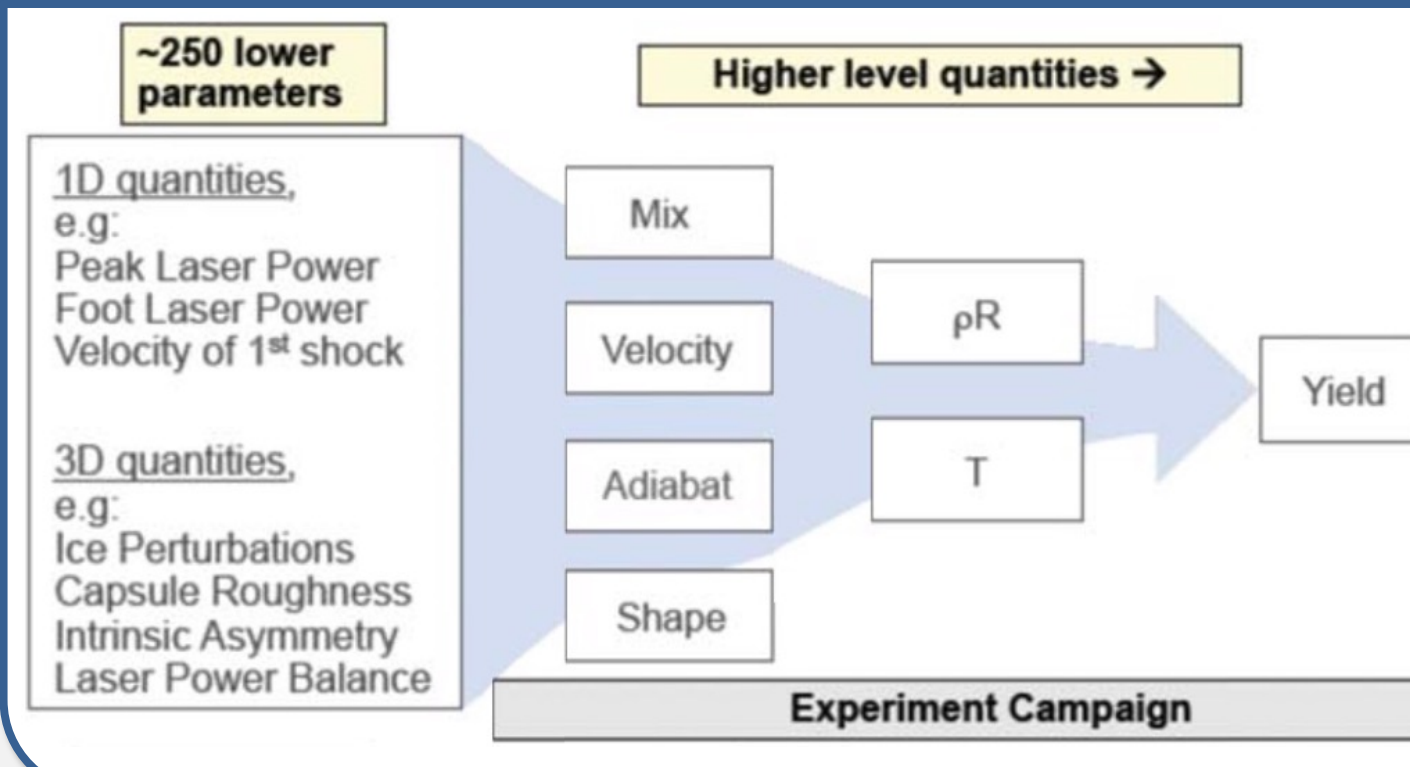 ~250 lower
parameters
Higher level quantities →
1D quantities,
e.g:
Peak Laser Power
Foot Laser Power
Velocity of 1st shock
3D quantities,
e.g:
Ice Perturbations
Capsule Roughness
Intrinsic Asymmetry
Laser Power Balance
Mix
Velocity
Adiabat
Shape
ρR
T
Yield
Experiment Campaign